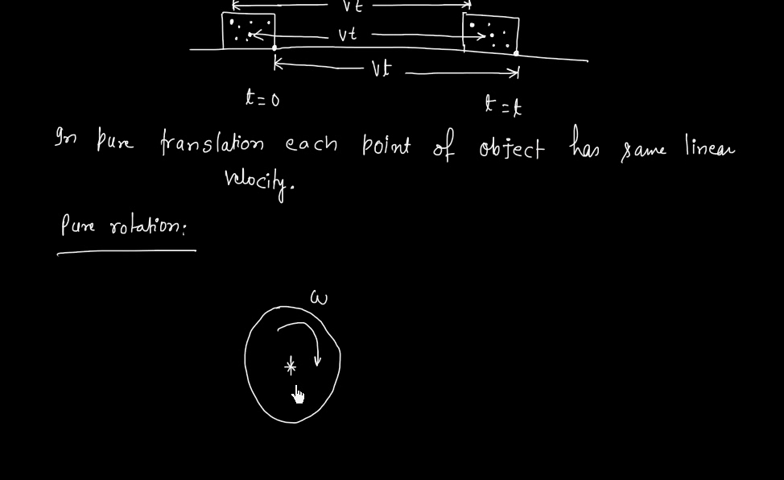 vt
vt
vt
t=0 t=t
In pure translation each point of object has same linear
velocity.
Pure rotation:
ω